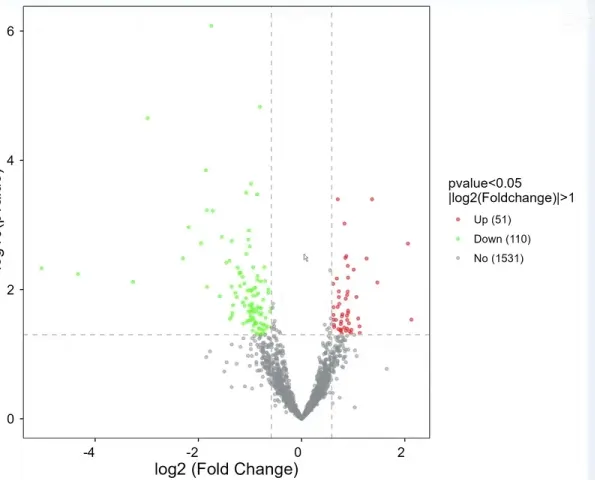 6
4
2
0
-4 -2 0 2
log2 (Fold Change)
pvalue<0.05
|log2(Foldchange)|>1
Up (51)
Down (110)
No (1531)